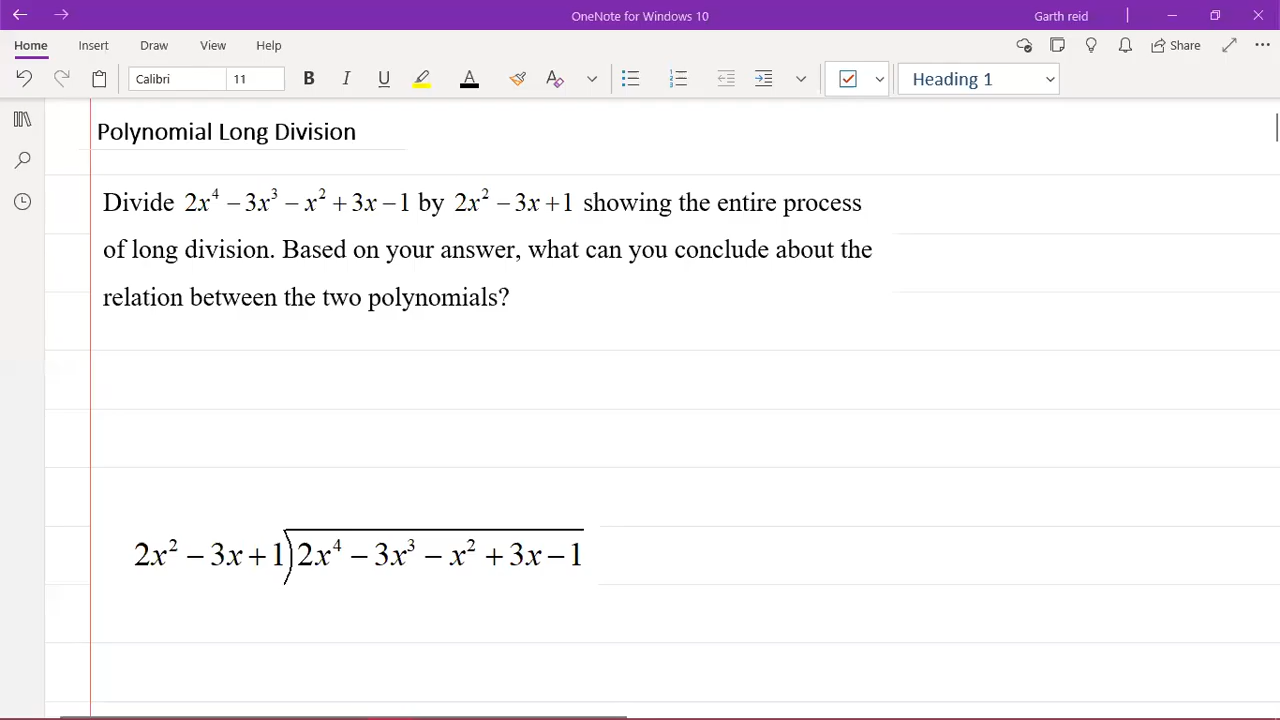 OneNote for Windows 10
Garth reid
Home Insert Draw View Help
Share
Calibri 11 B I U A A Heading 1
Polynomial Long Division
Divide 2x⁴ − 3x³ − x² + 3x − 1 by 2x² − 3x + 1 showing the entire process
of long division. Based on your answer, what can you conclude about the
relation between the two polynomials?
2x² − 3x + 1)2x⁴ − 3x³ − x² + 3x − 1